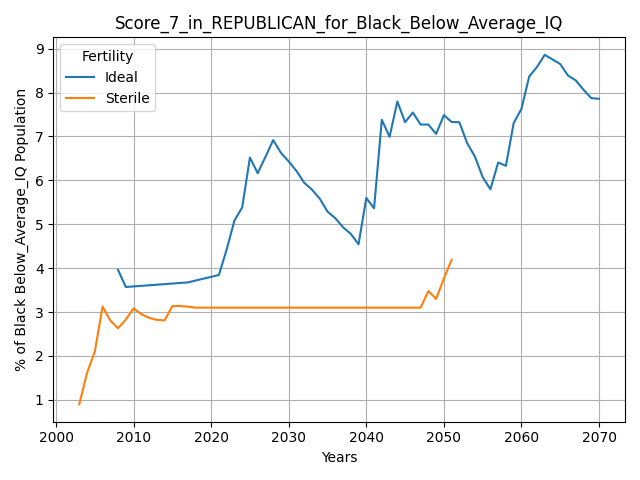 Score_7_in_REPUBLICAN_for_Black_Below_Average_IQ
Fertility
Ideal
Sterile
% of Black Below_Average_IQ Population
9
8
7
6
5
4
3
2
1
2000 2010 2020 2030 2040 2050 2060 2070
Years